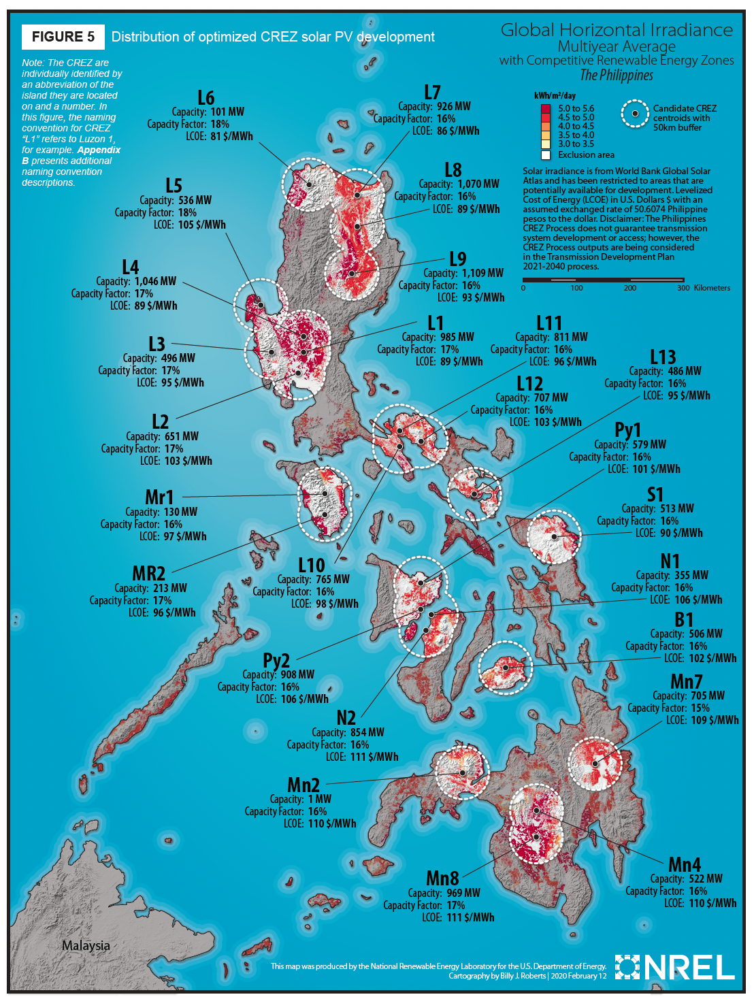 FIGURE 5 Distribution of optimized CREZ solar PV development
Note: The CREZ are
individually identified by
an abbreviation of the
island they are located
on and a number. In
this figure, the naming
convention for CREZ
“L1” refers to Luzon 1,
for example. Appendix
B presents additional
naming convention
descriptions.
Global Horizontal Irradiance
Multiyear Average
with Competitive Renewable Energy Zones
The Philippines
kWh/m²/day
5.0 to 5.6
4.5 to 5.0
4.0 to 4.5
3.5 to 4.0
3.0 to 3.5
Exclusion area
Candidate CREZ
centroids with
50km buffer
Solar irradiance is from World Bank Global Solar
Atlas and has been restricted to areas that are
potentially available for development. Levelized
Cost of Energy (LCOE) in U.S. Dollars $ with an
assumed exchanged rate of 50.6074 Philippine
pesos to the dollar. Disclaimer: The Philippines
CREZ Process does not guarantee transmission
system development or access; however, the
CREZ Process outputs are being considered
in the Transmission Development Plan
2021-2040 process.
0 100 200 300 Kilometers
L6
Capacity: 101 MW
Capacity Factor: 18%
LCOE: 81 $/MWh
L7
Capacity: 926 MW
Capacity Factor: 16%
LCOE: 86 $/MWh
L8
Capacity: 1,070 MW
Capacity Factor: 16%
LCOE: 89 $/MWh
L5
Capacity: 536 MW
Capacity Factor: 18%
LCOE: 105 $/MWh
L9
Capacity: 1,109 MW
Capacity Factor: 16%
LCOE: 93 $/MWh
L4
Capacity: 1,046 MW
Capacity Factor: 17%
LCOE: 89 $/MWh
L1
Capacity: 985 MW
Capacity Factor: 17%
LCOE: 89 $/MWh
L11
Capacity: 811 MW
Capacity Factor: 16%
LCOE: 96 $/MWh
L3
Capacity: 496 MW
Capacity Factor: 17%
LCOE: 95 $/MWh
L13
Capacity: 486 MW
Capacity Factor: 16%
LCOE: 95 $/MWh
L12
Capacity: 707 MW
Capacity Factor: 16%
LCOE: 103 $/MWh
L2
Capacity: 651 MW
Capacity Factor: 17%
LCOE: 103 $/MWh
Py1
Capacity: 579 MW
Capacity Factor: 16%
LCOE: 101 $/MWh
Mr1
Capacity: 130 MW
Capacity Factor: 16%
LCOE: 97 $/MWh
S1
Capacity: 513 MW
Capacity Factor: 16%
LCOE: 90 $/MWh
MR2
Capacity: 213 MW
Capacity Factor: 17%
LCOE: 96 $/MWh
L10
Capacity: 765 MW
Capacity Factor: 16%
LCOE: 98 $/MWh
N1
Capacity: 355 MW
Capacity Factor: 16%
LCOE: 106 $/MWh
B1
Capacity: 506 MW
Capacity Factor: 16%
LCOE: 102 $/MWh
Py2
Capacity: 908 MW
Capacity Factor: 16%
LCOE: 106 $/MWh
Mn7
Capacity: 705 MW
Capacity Factor: 15%
LCOE: 109 $/MWh
N2
Capacity: 854 MW
Capacity Factor: 16%
LCOE: 111 $/MWh
Mn2
Capacity: 1 MW
Capacity Factor: 16%
LCOE: 110 $/MWh
Mn8
Capacity: 969 MW
Capacity Factor: 17%
LCOE: 111 $/MWh
Mn4
Capacity: 522 MW
Capacity Factor: 16%
LCOE: 110 $/MWh
Malaysia
This map was produced by the National Renewable Energy Laboratory for the U.S. Department of Energy.
Cartography by Billy J. Roberts | 2020 February 12
NREL